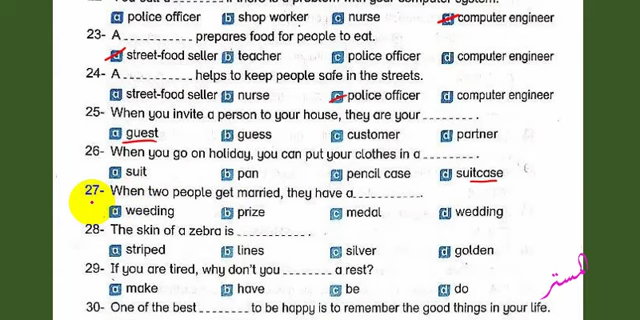 a police officer b shop worker c nurse d computer engineer
23- A ________ prepares food for people to eat.
a street-food seller b teacher c police officer d computer engineer
24- A ________ helps to keep people safe in the streets.
a street-food seller b nurse c police officer d computer engineer
25- When you invite a person to your house, they are your ________.
a guest b guess c customer d partner
26- When you go on holiday, you can put your clothes in a ________.
a suit b pan c pencil case d suitcase
27- When two people get married, they have a ________.
a weeding b prize c medal d wedding
28- The skin of a zebra is ________.
a striped b lines c silver d golden
29- If you are tired, why don't you ________ a rest?
a make b have c be d do
30- One of the best ________ to be happy is to remember the good things in your life.